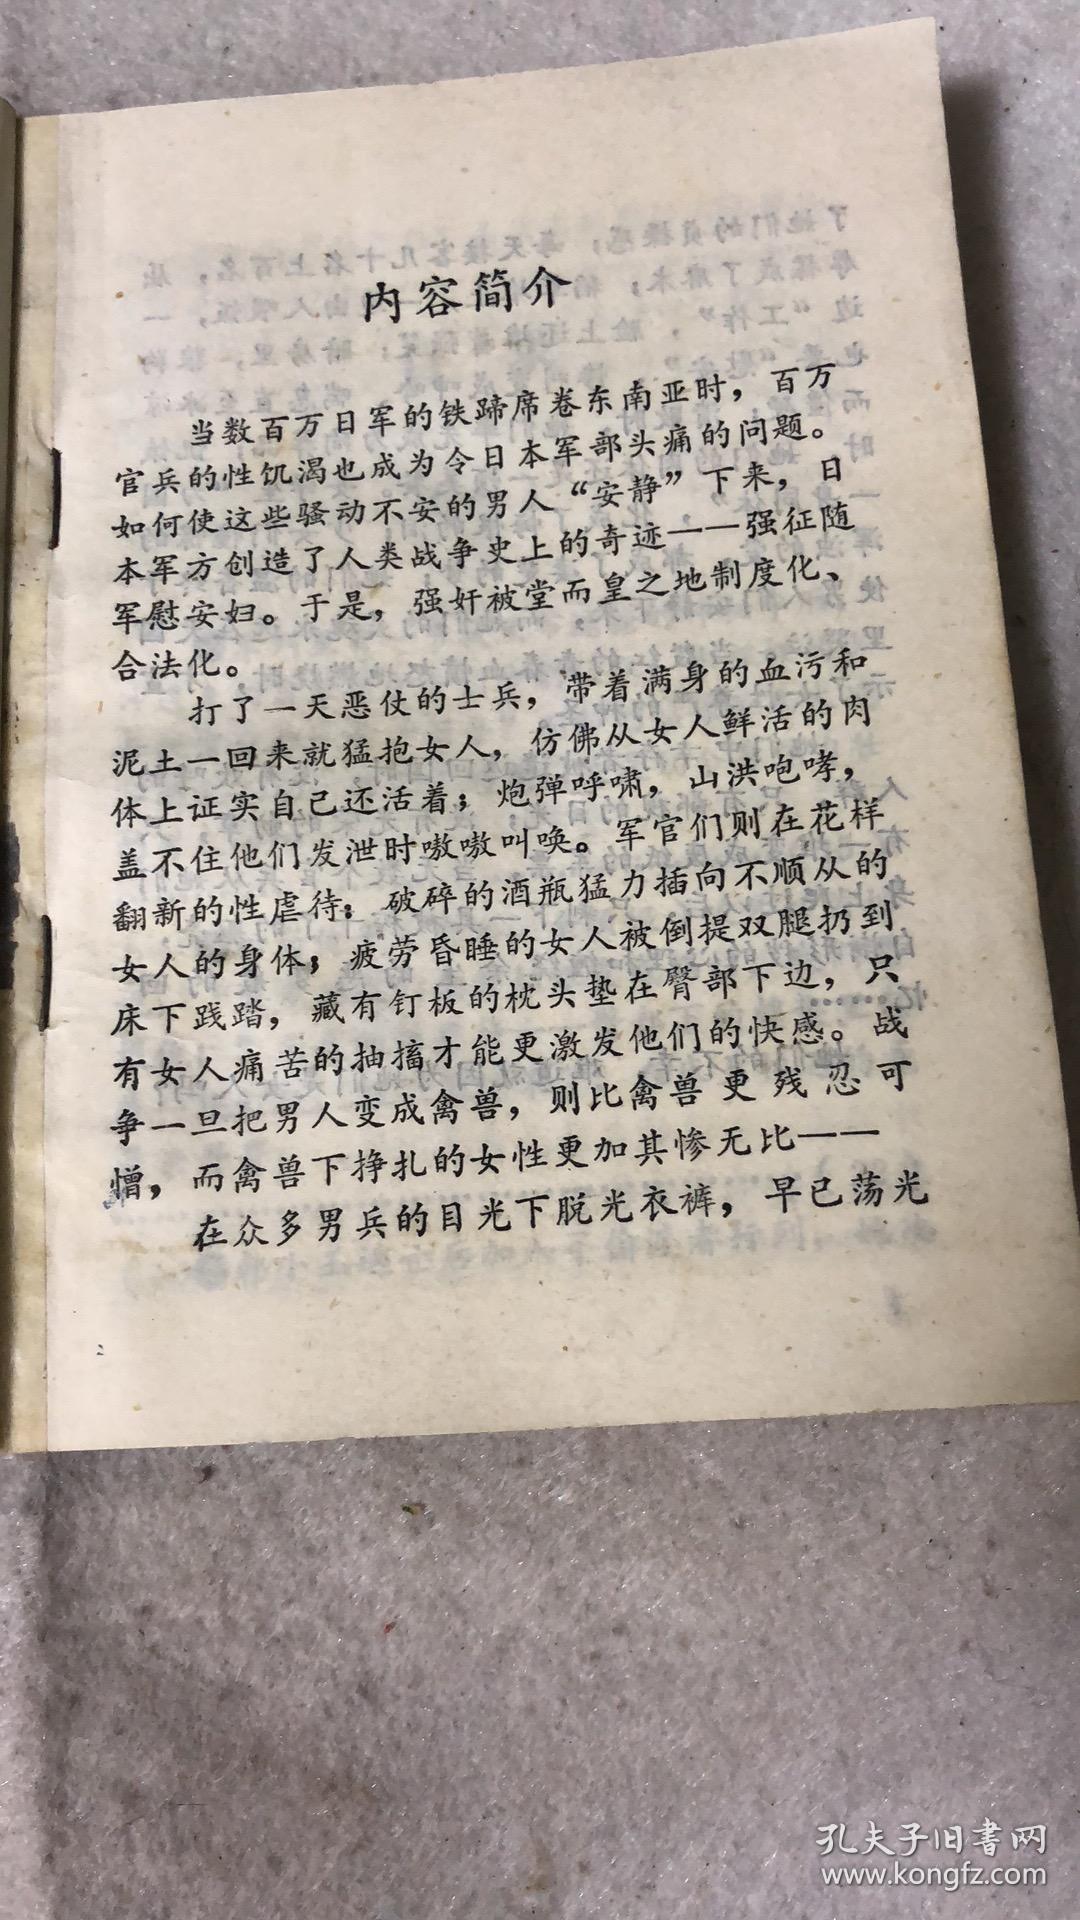 内容简介
当数百万日军的铁蹄席卷东南亚时，百万
官兵的性饥渴也成为令日本军部头痛的问题。
如何使这些骚动不安的男人“安静”下来，日
本军方创造了人类战争史上的奇迹——强征随
军慰安妇。于是，强奸被堂而皇之地制度化、
合法化。
打了一天恶仗的士兵，带着满身的血污和
泥土一回来就猛抱女人，仿佛从女人鲜活的肉
体上证实自己还活着；炮弹呼啸，山洪咆哮，
盖不住他们发泄时嗷嗷叫唤。军官们则在花样
翻新的性虐待：破碎的酒瓶猛力插向不顺从的
女人的身体；疲劳昏睡的女人被倒提双腿扔到
床下践踏，藏有钉板的枕头垫在臀部下边，只
有女人痛苦的抽搐才能更激发他们的快感。战
争一旦把男人变成禽兽，则比禽兽更残忍可
憎，而禽兽下挣扎的女性更加其惨无比——
在众多男兵的目光下脱光衣裤，早已荡光
孔夫子旧书网
www.kongfz.com